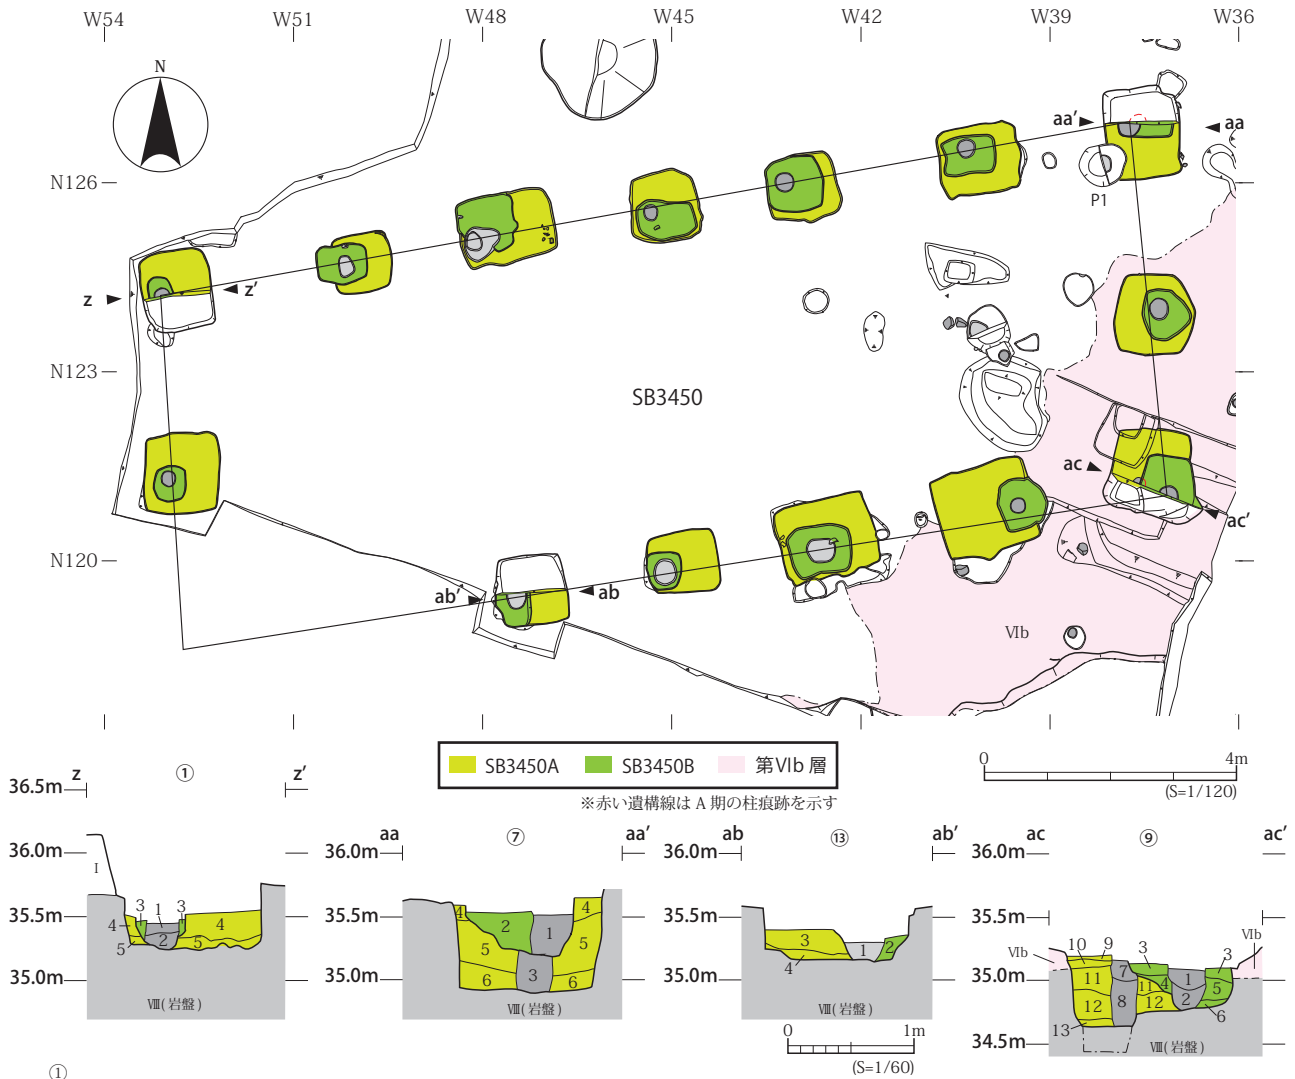 W54 W51 W48 W45 W42 W39 W36
N
aa’ aa
N126
P1
z z’
N123
SB3450
ac
ac’
N120
ab’ ab
VIb
SB3450A SB3450B 第VIb 層
※赤い遺構線は A 期の柱痕跡を示す
0 4m
(S=1/120)
z ① z’
36.5m
36.0m
35.5m
35.0m
I
3 1 3
4 4
5 2 5
Ⅷ(岩盤)
aa ⑦ aa’
36.0m
35.5m
35.0m
4 4
2 1
5 5
6 3 6
Ⅷ(岩盤)
ab ⑬ ab’
36.0m
35.5m
35.0m
3
4 1 2
Ⅷ(岩盤)
0 1m
(S=1/60)
ac ⑨ ac’
36.0m
35.5m
35.0m
34.5m
VIb 10 9 3 3 VIb
11 7 11 4 1 5
12 8 12 2 6
13
Ⅷ(岩盤)
①